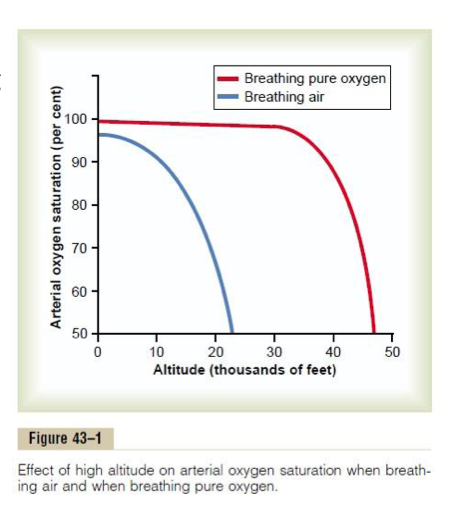 Breathing pure oxygen
Breathing air
Arterial oxygen saturation (per cent)
100
90
80
70
60
50
0 10 20 30 40 50
Altitude (thousands of feet)
Figure 43–1
Effect of high altitude on arterial oxygen saturation when breath-
ing air and when breathing pure oxygen.